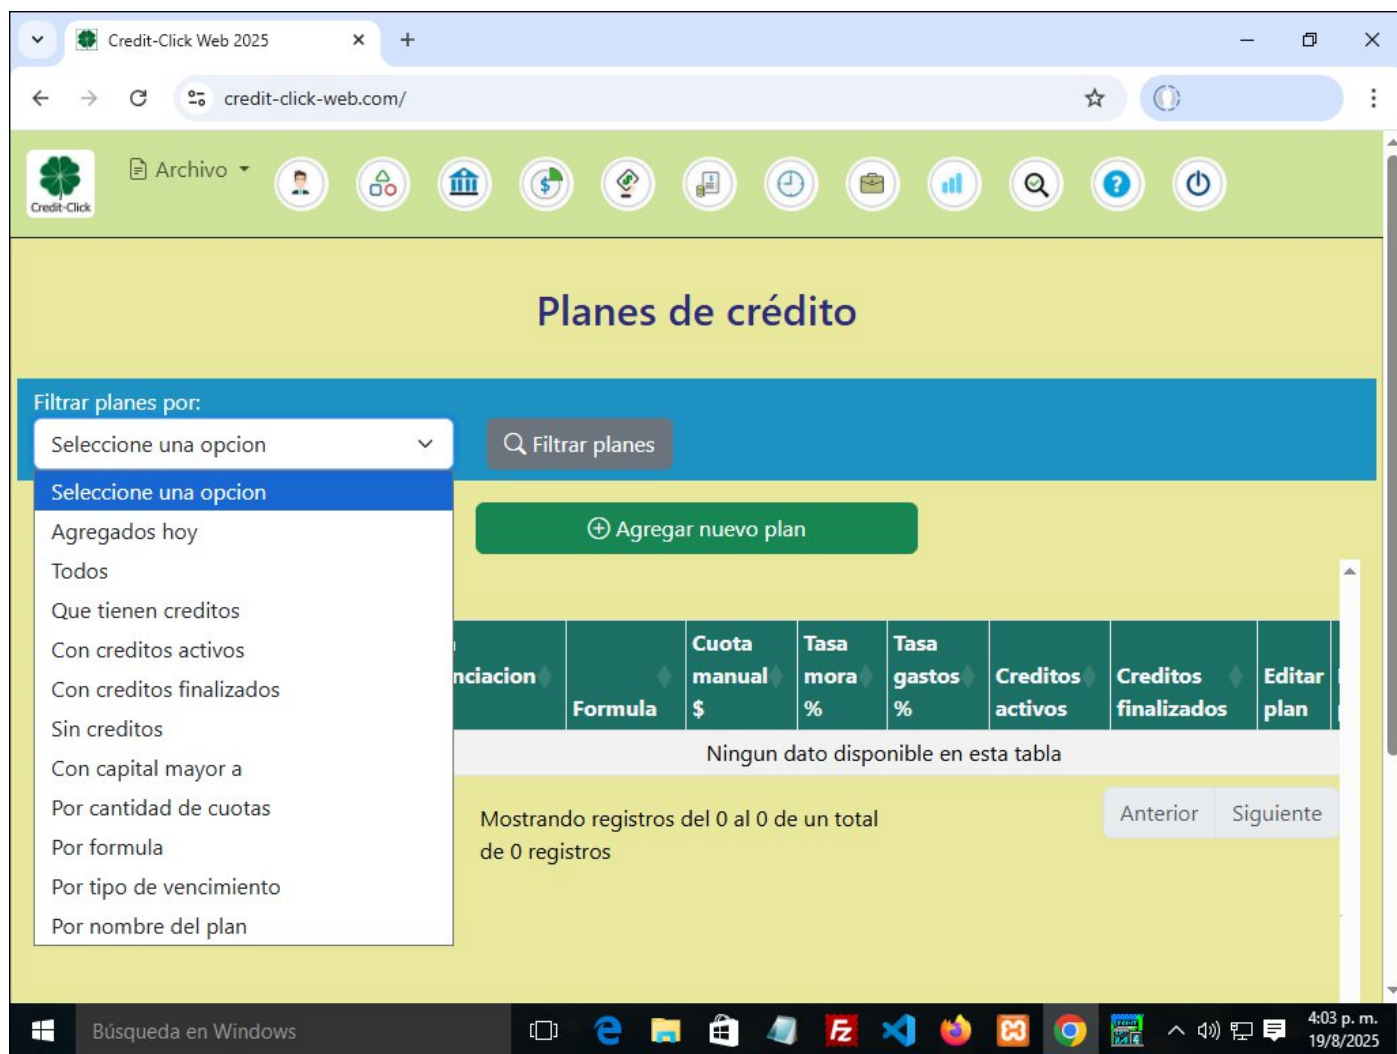 Credit-Click Web 2025
credit-click-web.com/
Credit-Click
Archivo
Planes de crédito
Filtrar planes por:
Seleccione una opcion
Filtrar planes
Seleccione una opcion
Agregados hoy
Todos
Que tienen creditos
Con creditos activos
Con creditos finalizados
Sin creditos
Con capital mayor a
Por cantidad de cuotas
Por formula
Por tipo de vencimiento
Por nombre del plan
Agregar nuevo plan
nciacion
Formula
Cuota
manual
$
Tasa
mora
%
Tasa
gastos
%
Creditos
activos
Creditos
finalizados
Editar
plan
Ningun dato disponible en esta tabla
Mostrando registros del 0 al 0 de un total
de 0 registros
Anterior
Siguiente
Búsqueda en Windows
4:03 p. m.
19/8/2025